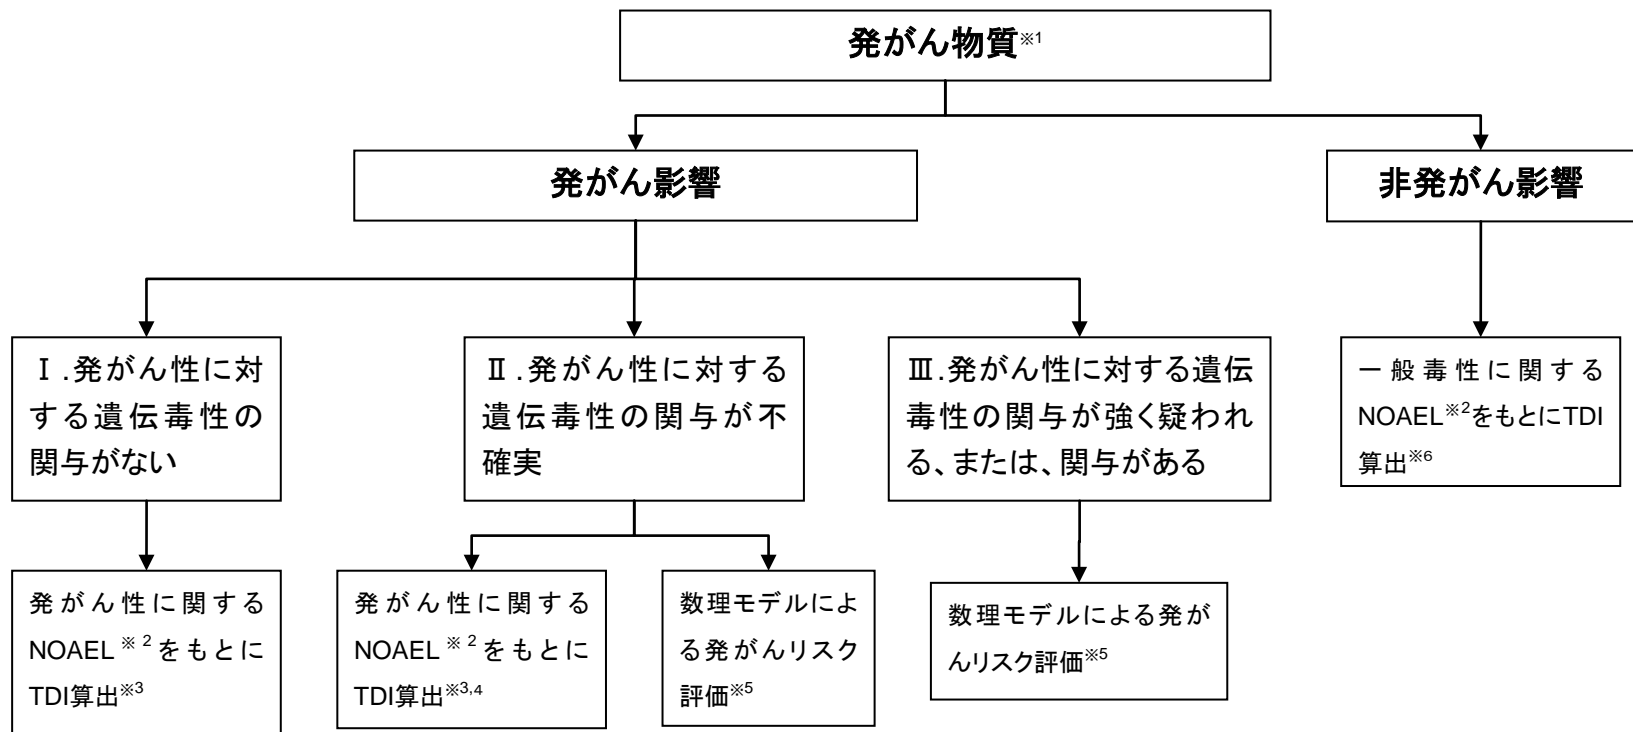 発がん物質※1
発がん影響
非発がん影響
Ⅰ.発がん性に対
する遺伝毒性の
関与がない
Ⅱ.発がん性に対する
遺伝毒性の関与が不
確実
Ⅲ.発がん性に対する遺伝
毒性の関与が強く疑われ
る、または、関与がある
一般毒性に関する
NOAEL※2をもとにTDI
算出※6
発がん性に関する
NOAEL※2をもとに
TDI算出※3
発がん性に関する
NOAEL※2をもとに
TDI算出※3,4
数理モデルによ
る発がんリスク
評価※5
数理モデルによる発が
んリスク評価※5